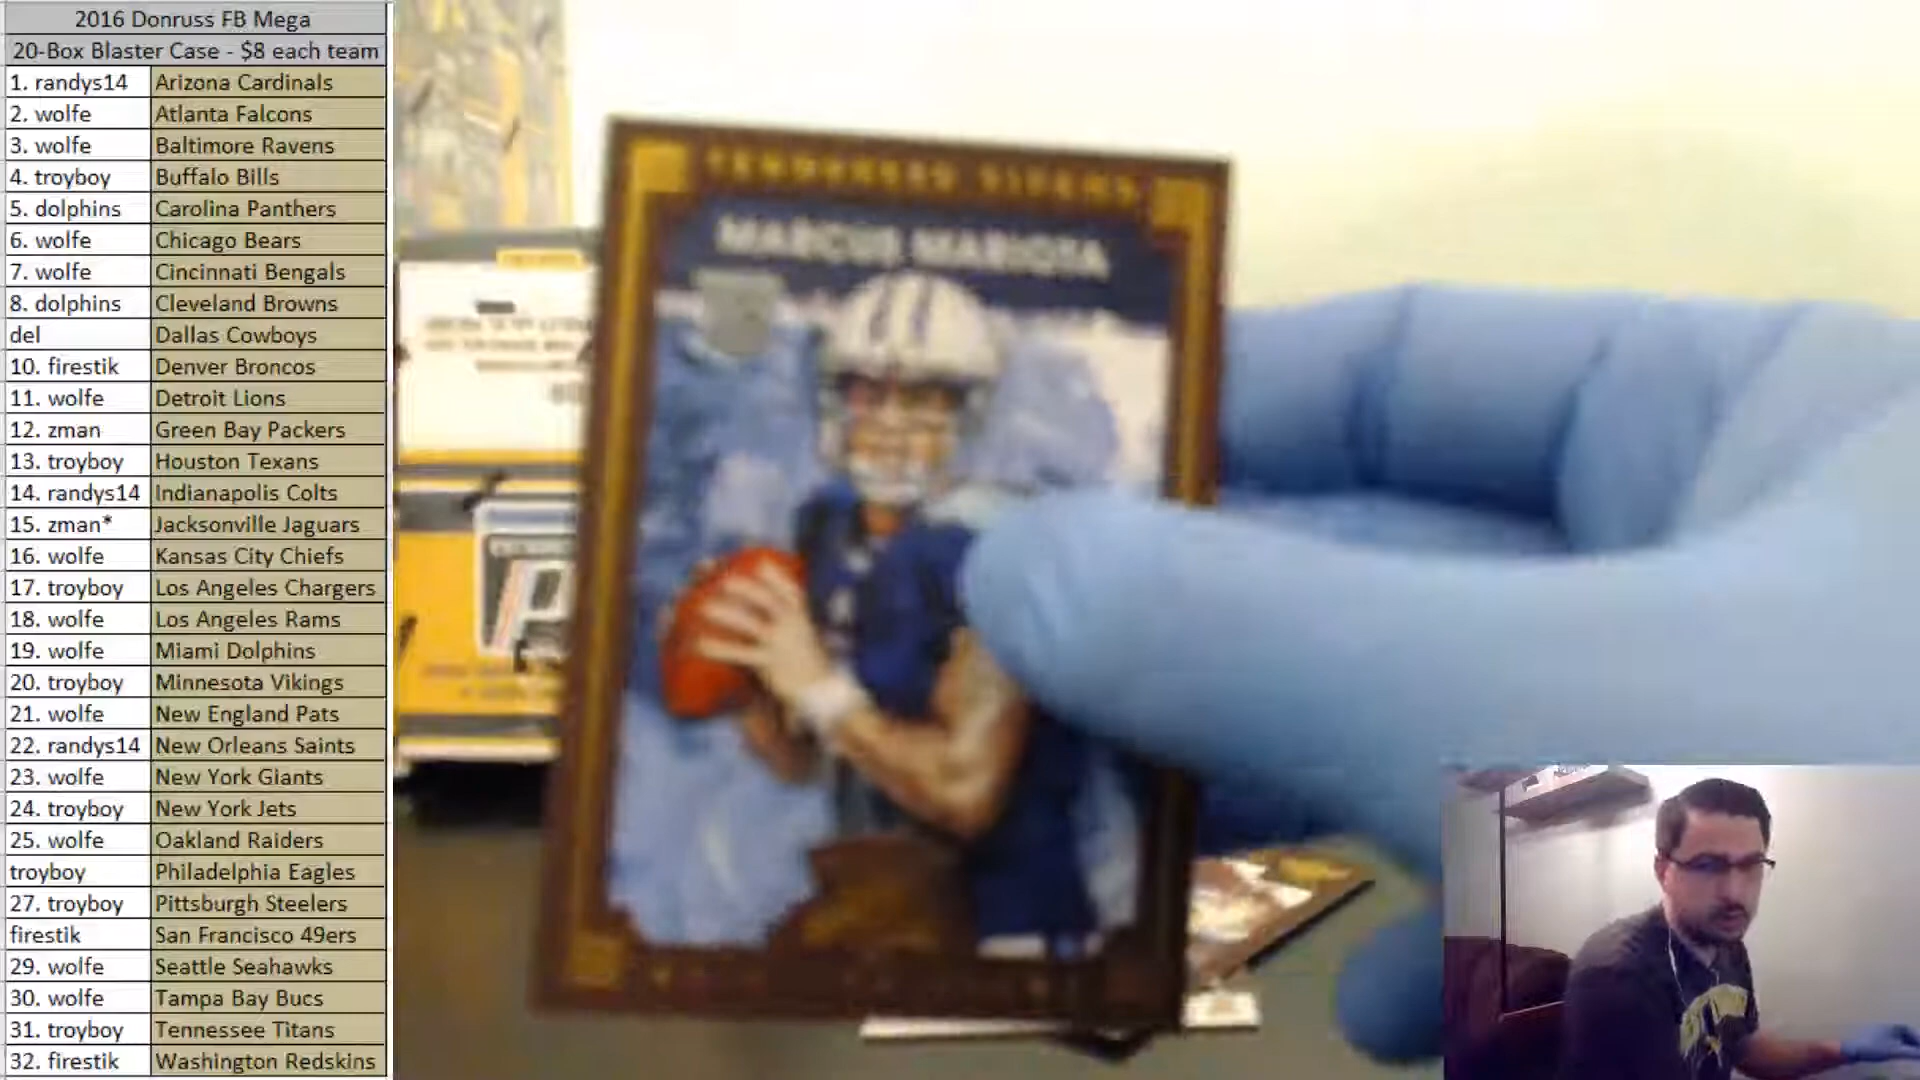 2016 Donruss FB Mega
20-Box Blaster Case - $8 each team
1. randys14 Arizona Cardinals
2. wolfe Atlanta Falcons
3. wolfe Baltimore Ravens
4. troyboy Buffalo Bills
5. dolphins Carolina Panthers
6. wolfe Chicago Bears
7. wolfe Cincinnati Bengals
8. dolphins Cleveland Browns
del Dallas Cowboys
10. firestik Denver Broncos
11. wolfe Detroit Lions
12. zman Green Bay Packers
13. troyboy Houston Texans
14. randys14 Indianapolis Colts
15. zman* Jacksonville Jaguars
16. wolfe Kansas City Chiefs
17. troyboy Los Angeles Chargers
18. wolfe Los Angeles Rams
19. wolfe Miami Dolphins
20. troyboy Minnesota Vikings
21. wolfe New England Pats
22. randys14 New Orleans Saints
23. wolfe New York Giants
24. troyboy New York Jets
25. wolfe Oakland Raiders
troyboy Philadelphia Eagles
27. troyboy Pittsburgh Steelers
firestik San Francisco 49ers
29. wolfe Seattle Seahawks
30. wolfe Tampa Bay Bucs
31. troyboy Tennessee Titans
32. firestik Washington Redskins
TENNESSEE TITANS
MARCUS MARIOTA